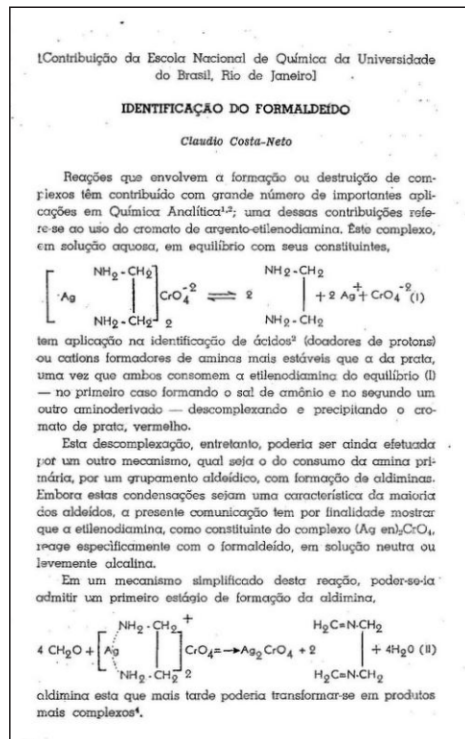 [Contribuição da Escola Nacional de Química da Universidade
do Brasil, Rio de Janeiro]
IDENTIFICAÇÃO DO FORMALDEÍDO
Claudio Costa-Neto
Reações que envolvem a formação ou destruição de com-
plexos têm contribuído com grande número de importantes apli-
cações em Química Analítica¹,²; uma dessas contribuições refe-
re-se ao uso do cromato de argento-etilenodiamina. Êste complexo,
em solução aquosa, em equilíbrio com seus constituintes,
NH2-CH2 NH2-CH2
[ Ag ] CrO4⁻² ⇌ 2 + 2 Ag⁺ + CrO4⁻² (I)
NH2-CH2 2 NH2-CH2
tem aplicação na identificação de ácidos² (doadores de protons)
ou cations formadores de aminas mais estáveis que a da prata,
uma vez que ambos consomem a etilenodiamina do equilíbrio (I)
— no primeiro caso formando o sal de amônio e no segundo um
outro aminoderivado — descomplexando e precipitando o cro-
mato de prata, vermelho.
Esta descomplexação, entretanto, poderia ser ainda efetuada
por um outro mecanismo, qual seja o do consumo da amina pri-
mária, por um grupamento aldeídico, com formação de aldiminas.
Embora estas condensações sejam uma característica da maioria
dos aldeídos, a presente comunicação tem por finalidade mostrar
que a etilenodiamina, como constituinte do complexo (Ag en)₂CrO₄,
reage especificamente com o formaldeído, em solução neutra ou
levemente alcalina.
Em um mecanismo simplificado desta reação, poder-se-ia
admitir um primeiro estágio de formação da aldimina,
NH2-CH2 + H2C=N-CH2
4 CH2O + [ Ag ] CrO4= → Ag2 CrO4 + 2 + 4H2O (II)
NH2-CH2 2 H2C=N-CH2
aldimina esta que mais tarde poderia transformar-se em produtos
mais complexos⁴.